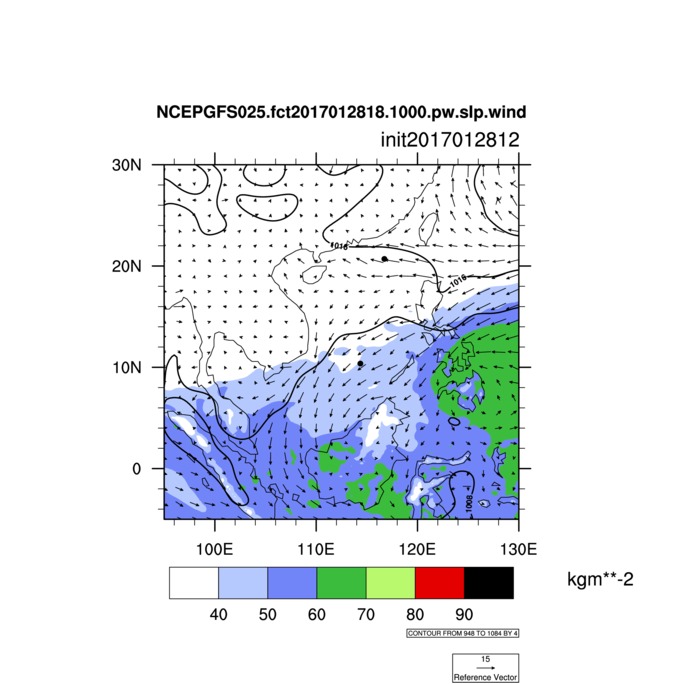 NCEPGFS025.fct2017012818.1000.pw.slp.wind
init2017012812
30N
1016
20N
1016
10N
0
1008
100E 110E 120E 130E
kgm**-2
40 50 60 70 80 90
CONTOUR FROM 948 TO 1084 BY 4
15
Reference Vector